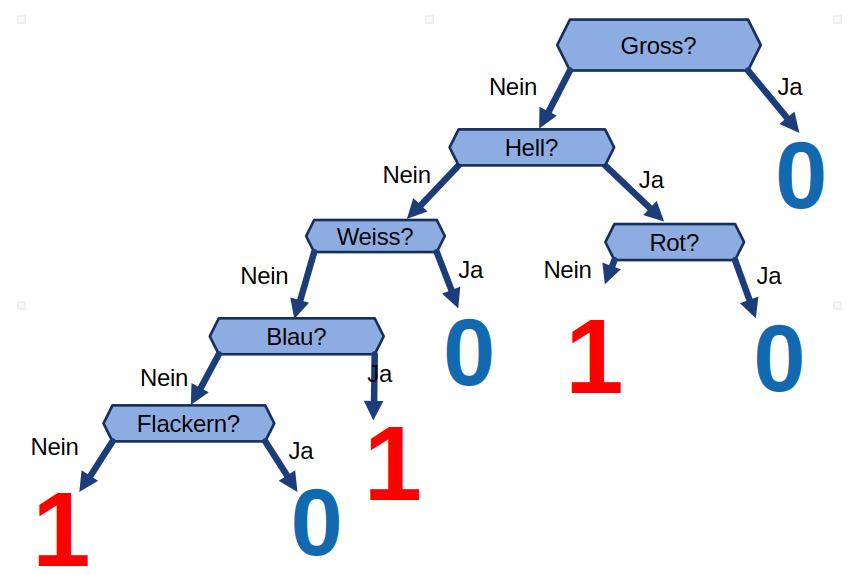 Gross?
Nein
Ja
Hell?
0
Nein
Ja
Weiss?
Rot?
Nein
Ja
Nein
Ja
Blau?
0
1
0
Nein
Ja
Flackern?
1
Nein
Ja
1
0